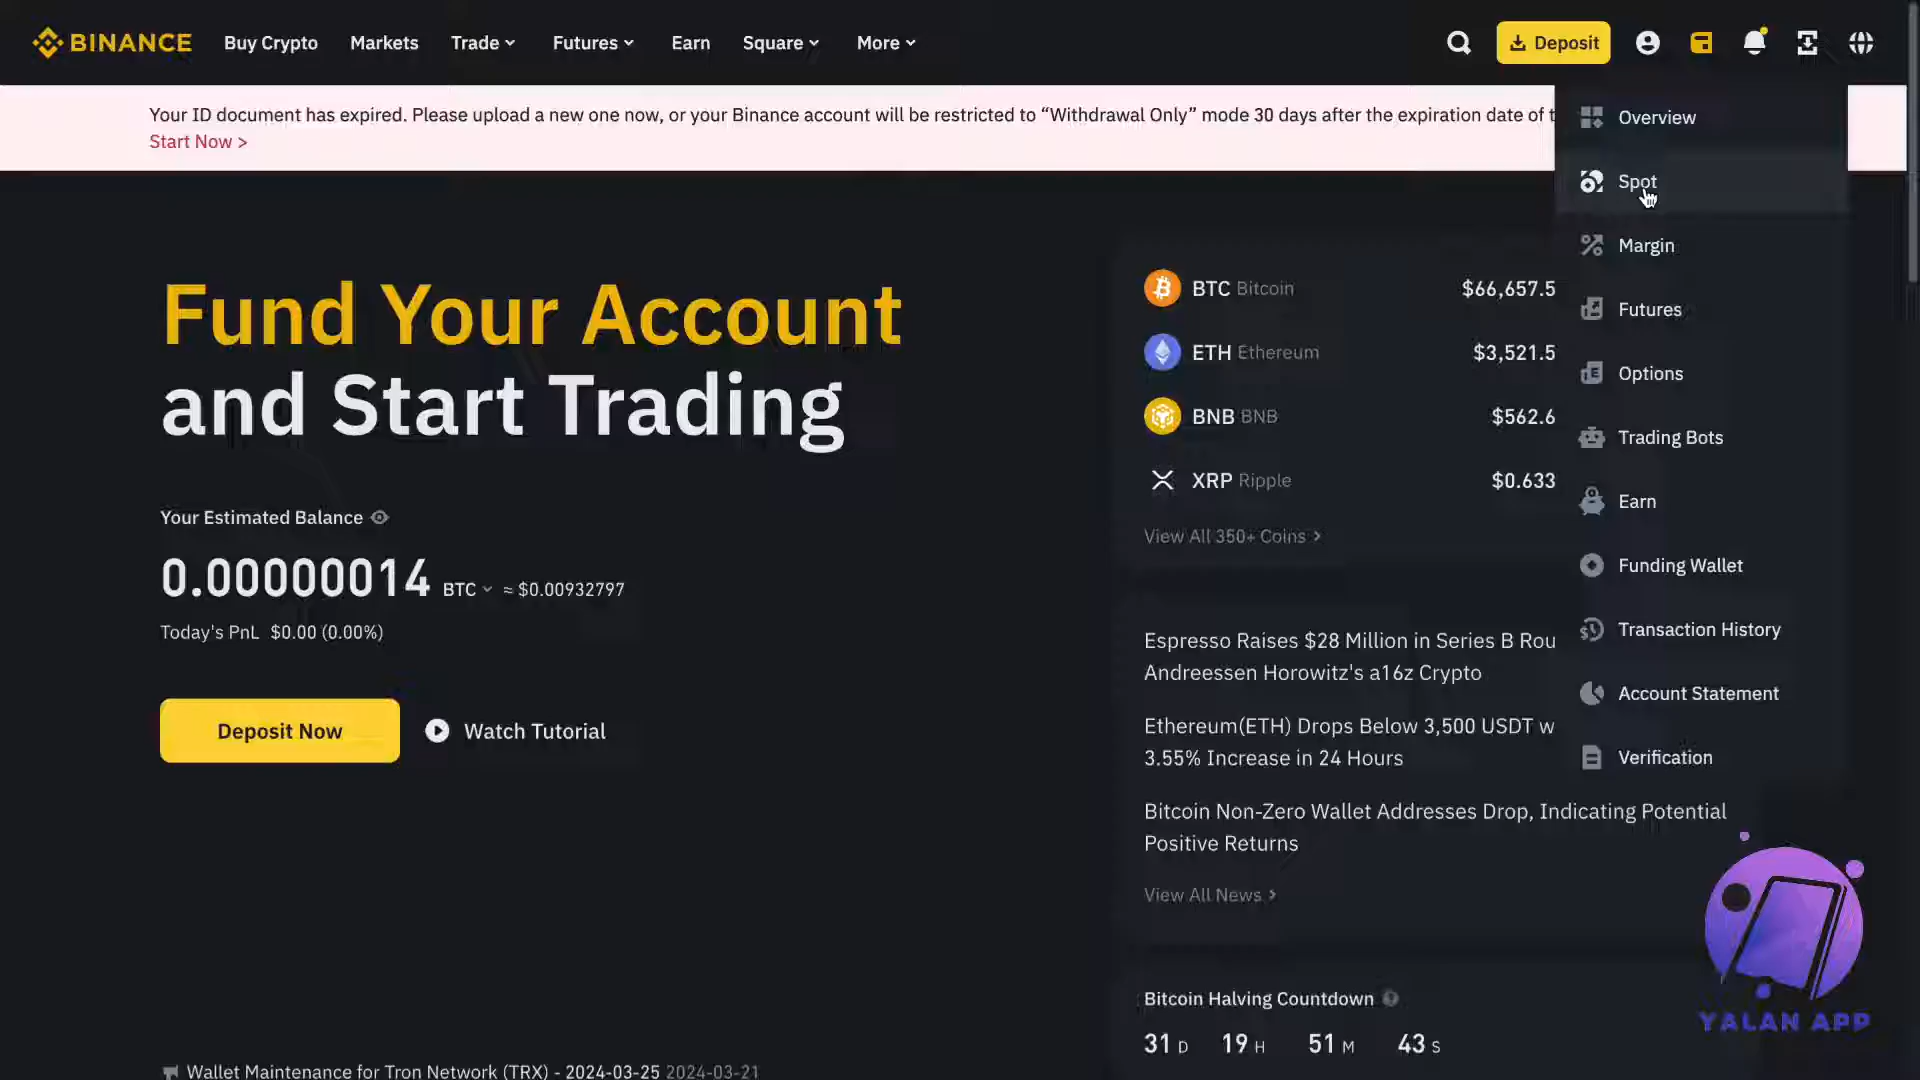 BINANCE
Buy Crypto
Markets
Trade
Futures
Earn
Square
More
Deposit
Your ID document has expired. Please upload a new one now, or your Binance account will be restricted to “Withdrawal Only” mode 30 days after the expiration date of t
Start Now >
Overview
Spot
Margin
Futures
Options
Trading Bots
Earn
Funding Wallet
Transaction History
Account Statement
Verification
Fund Your Account
and Start Trading
Your Estimated Balance
0.00000014 BTC ≈ $0.00932797
Today's PnL $0.00 (0.00%)
Deposit Now
Watch Tutorial
BTC Bitcoin $66,657.5
ETH Ethereum $3,521.5
BNB BNB $562.6
XRP Ripple $0.633
View All 350+ Coins >
Espresso Raises $28 Million in Series B Rou
Andreessen Horowitz's a16z Crypto
Ethereum(ETH) Drops Below 3,500 USDT w
3.55% Increase in 24 Hours
Bitcoin Non-Zero Wallet Addresses Drop, Indicating Potential
Positive Returns
View All News >
Bitcoin Halving Countdown
31 D 19 H 51 M 43 S
YALAN APP
Wallet Maintenance for Tron Network (TRX) - 2024-03-25 2024-03-21